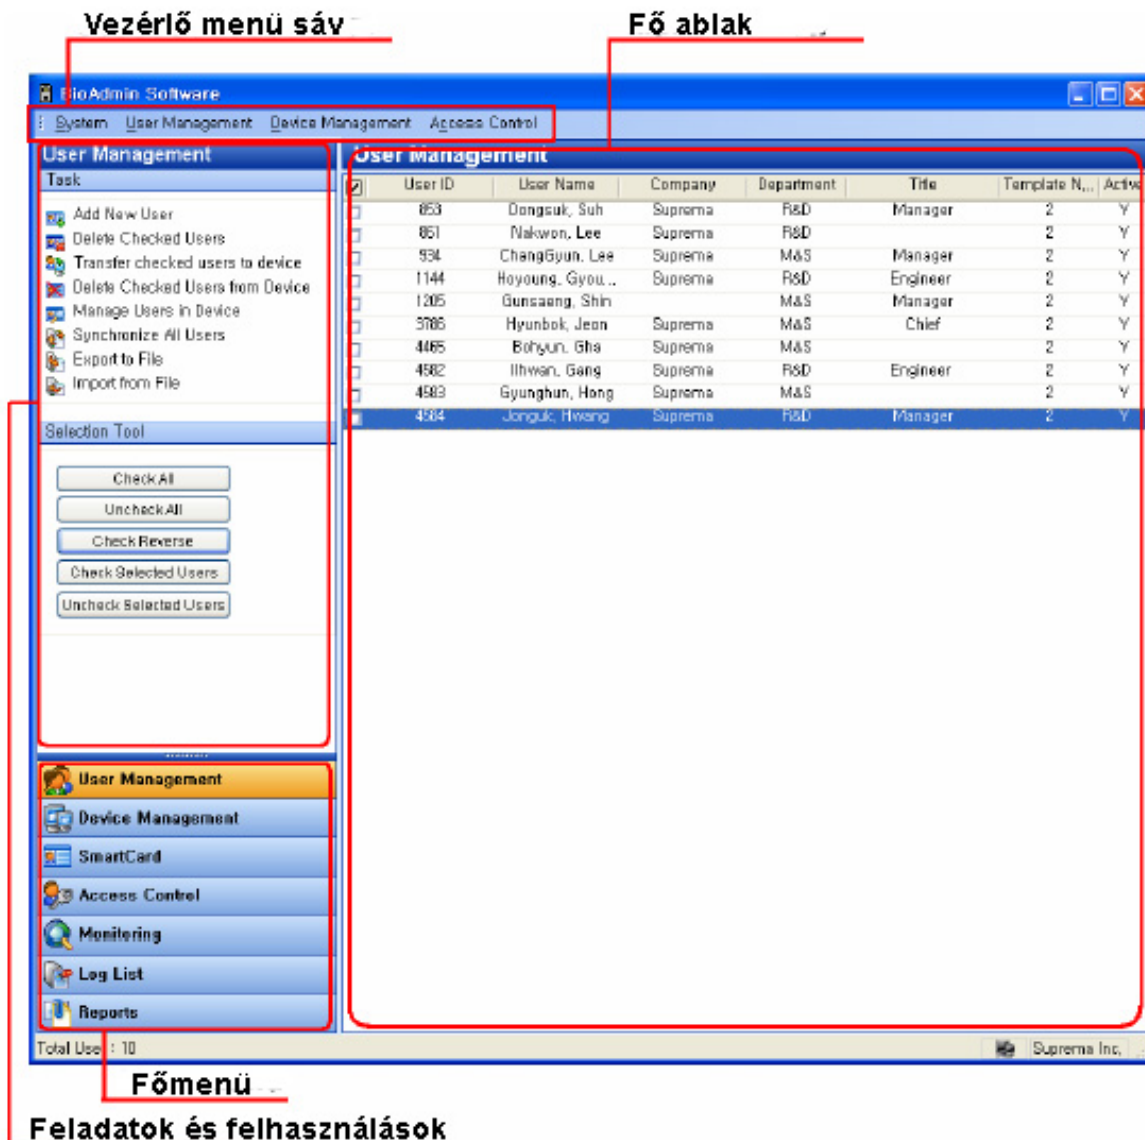 Vezérlő menü sáv
Fő ablak
BioAdmin Software
System User Management Device Management Access Control
User Management
Task
Add New User
Delete Checked Users
Transfer checked users to device
Delete Checked Users from Device
Manage Users in Device
Synchronize All Users
Export to File
Import from File
Selection Tool
Check All
Uncheck All
Check Reverse
Check Selected Users
Uncheck Selected Users
User Management
Device Management
SmartCard
Access Control
Monitoring
Log List
Reports
User Management
User ID User Name Company Department Title Template N... Active
853 Dongsuk, Suh Suprema R&D Manager 2 Y
851 Nakwon, Lee Suprema R&D 2 Y
934 ChangGyun, Lee Suprema M&S Manager 2 Y
1144 Hoyoung, Gyou... Suprema R&D Engineer 2 Y
1205 Gunsaeng, Shin M&S Manager 2 Y
3786 Hyunbok, Jeon Suprema M&S Chief 2 Y
4465 Bohyun, Gha Suprema M&S 2 Y
4582 Ilhwan, Gang Suprema R&D Engineer 2 Y
4583 Gyunghun, Hong Suprema M&S 2 Y
4584 Jonguk, Hwang Suprema R&D Manager 2 Y
Total User : 10
Suprema Inc.
Főmenü
Feladatok és felhasználások